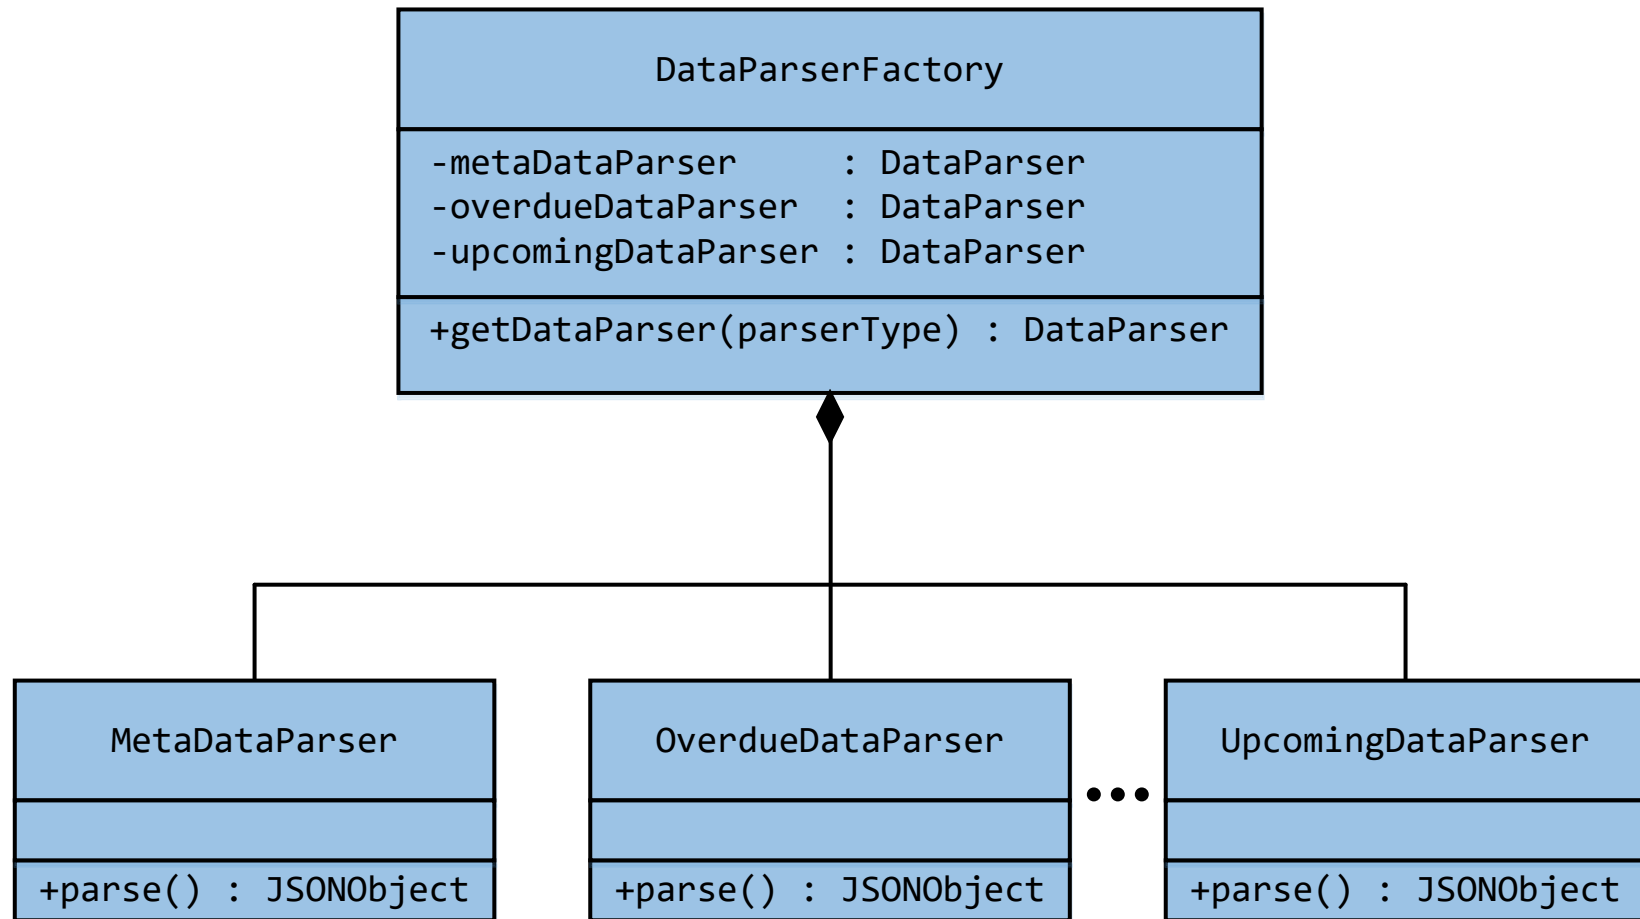 DataParserFactory
-metaDataParser     : DataParser
-overdueDataParser  : DataParser
-upcomingDataParser : DataParser
+getDataParser(parserType) : DataParser
MetaDataParser
OverdueDataParser
UpcomingDataParser
•••
+parse() : JSONObject
+parse() : JSONObject
+parse() : JSONObject